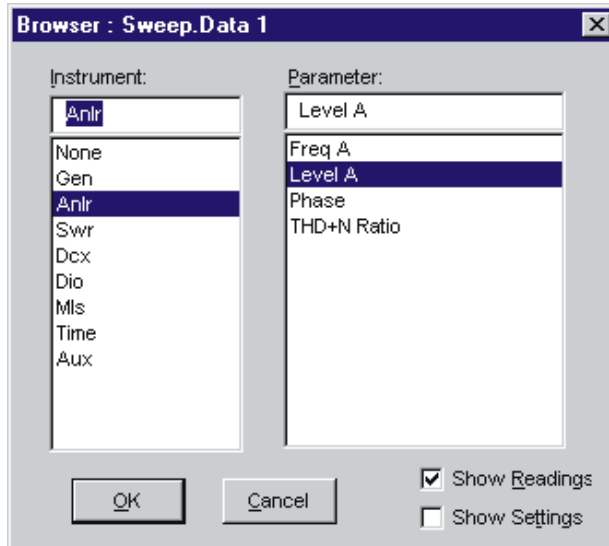 Browser : Sweep.Data 1
Instrument:
Anlr
None
Gen
Anlr
Swr
Dcx
Dio
Mls
Time
Aux
Parameter:
Level A
Freq A
Level A
Phase
THD+N Ratio
Show Readings
Show Settings
OK
Cancel